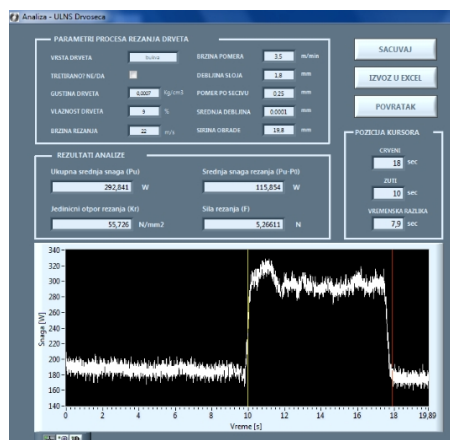 Analiza - ULNS Drvoseca
PARAMETRI PROCESA REZANJA DRVETA
VRSTA DRVETA bukva
TRETIRANO? NE/DA
GUSTINA DRVETA 0,0007 Kg/cm3
VLAZNOST DRVETA 9 %
BRZINA REZANJA 22 m/s
BRZINA POMERA 3.5 m/min
DEBLJINA SLOJA 1.8 mm
POMER PO SECIVU 0.25 mm
SREDNJA DEBLJINA 0.0001 mm
SIRINA OBRADE 19.8 mm
SACUVAJ
IZVOZ U EXCEL
POVRATAK
REZULTATI ANALIZE
Ukupna srednja snaga (Pu)
292,841 W
Srednja snaga rezanja (Pu-P0)
115,854 W
Jedinicni otpor rezanja (Kr)
55,726 N/mm2
Sila rezanja (F)
5,26611 N
POZICIJA KURSORA
CRVENI
18 sec
ZUTI
10 sec
VREMENSKA RAZLIKA
7,9 sec
Snaga [W]
340
320
300
280
260
240
220
200
180
160
140
0 2 4 6 8 10 12 14 16 18 19,89
Vreme [s]